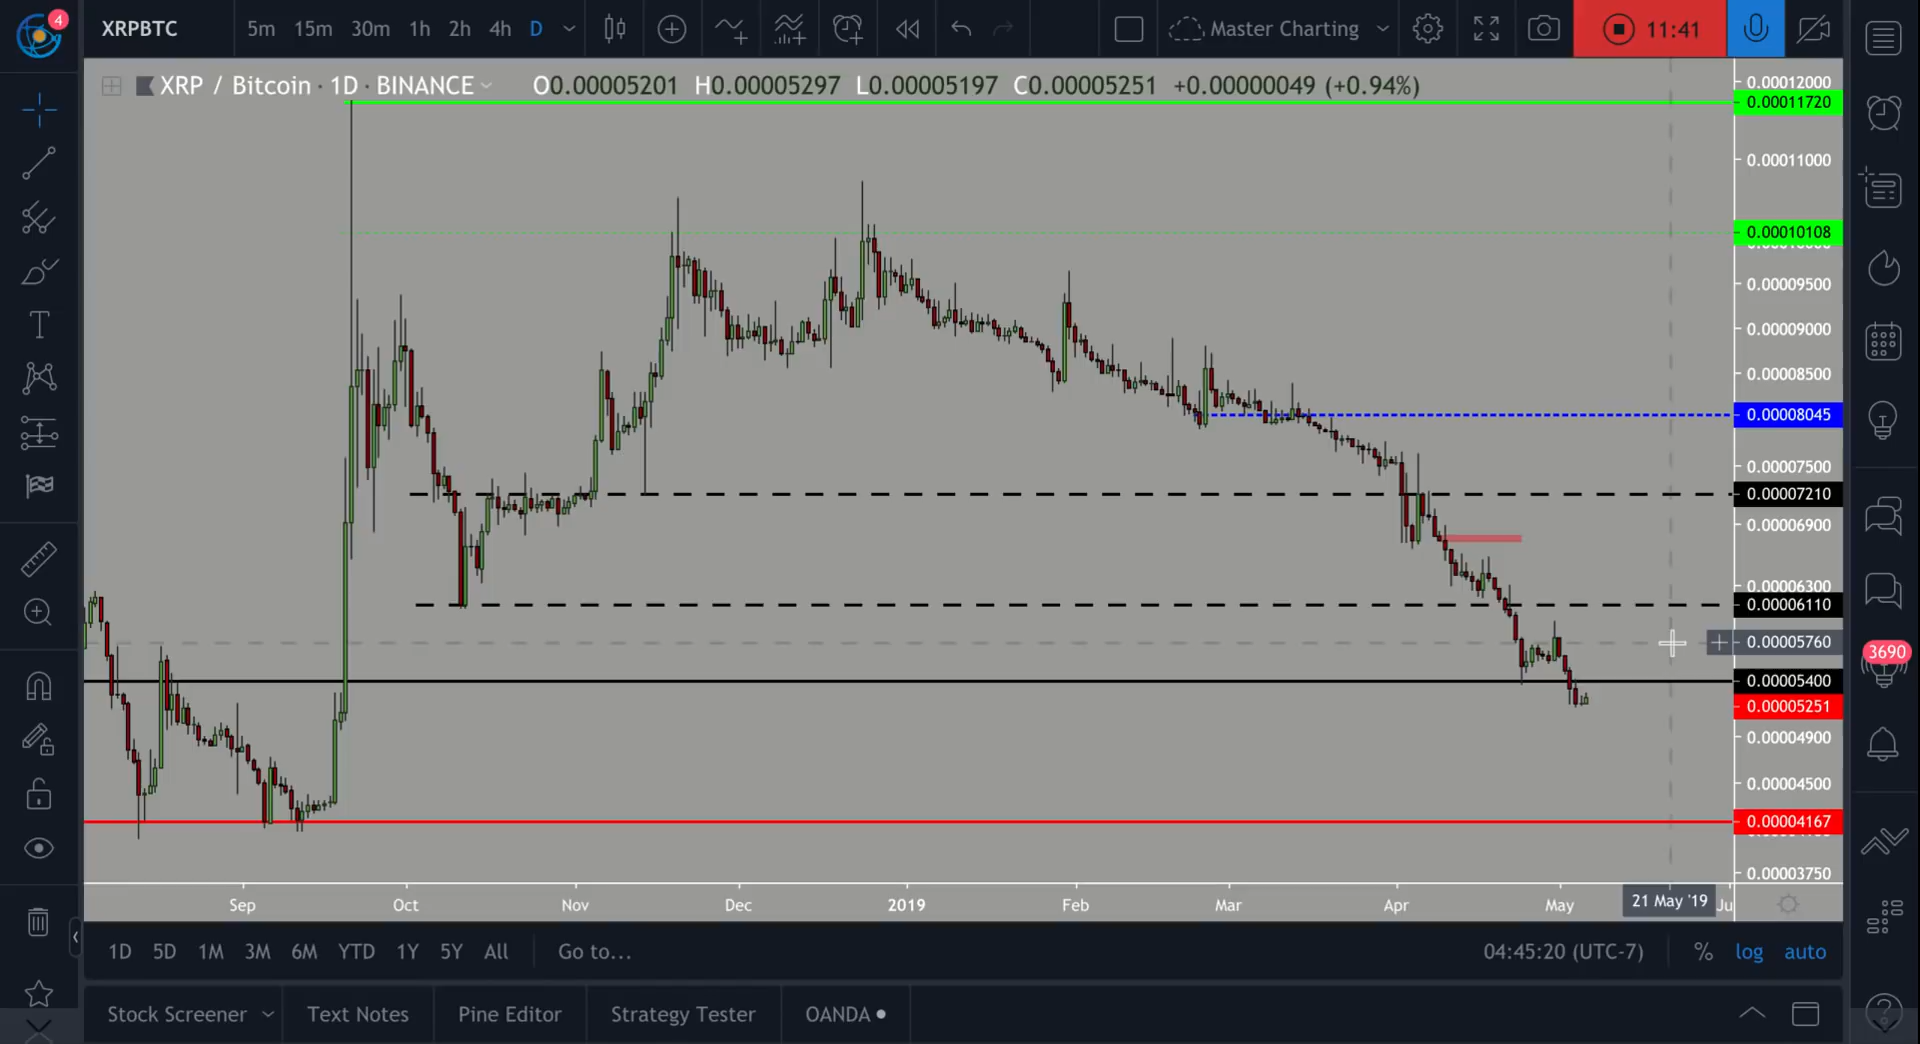 4
XRPBTC
5m 15m 30m 1h 2h 4h D
Master Charting
11:41
XRP / Bitcoin · 1D · BINANCE
O0.00005201 H0.00005297 L0.00005197 C0.00005251 +0.00000049 (+0.94%)
0.00012000
0.00011720
0.00011000
0.00010108
0.00009500
0.00009000
0.00008500
0.00008045
0.00007500
0.00007210
0.00006900
0.00006300
0.00006110
0.00005760
0.00005400
0.00005251
0.00004900
0.00004500
0.00004167
0.00003750
3690
Sep Oct Nov Dec 2019 Feb Mar Apr May 21 May '19 Ju
1D 5D 1M 3M 6M YTD 1Y 5Y All Go to... 04:45:20 (UTC-7) % log auto
Stock Screener Text Notes Pine Editor Strategy Tester OANDA